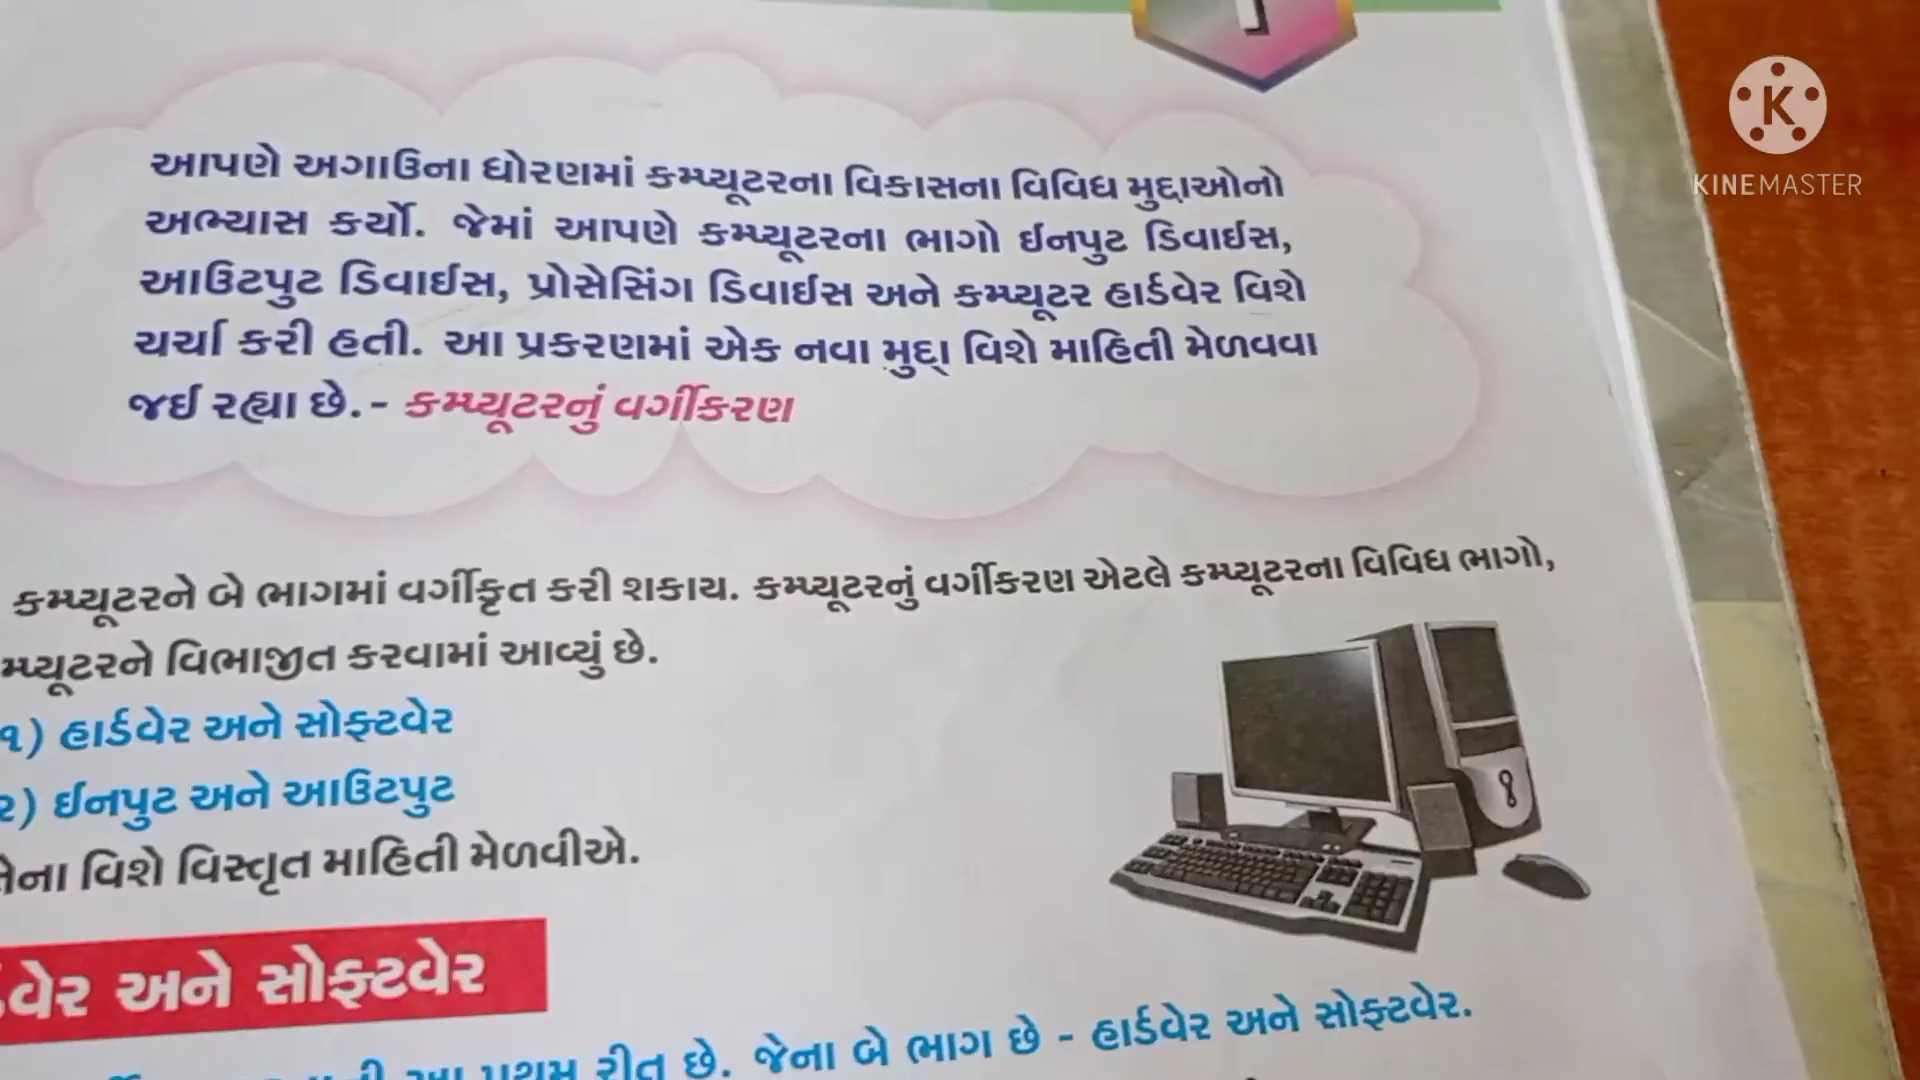 KINEMASTER
આપણે અગાઉના ધોરણમાં કમ્પ્યૂટરના વિકાસના વિવિધ મુદ્દાઓનો
અભ્યાસ કર્યો. જેમાં આપણે કમ્પ્યૂટરના ભાગો ઈનપુટ ડિવાઈસ,
આઉટપુટ ડિવાઈસ, પ્રોસેસિંગ ડિવાઈસ અને કમ્પ્યૂટર હાર્ડવેર વિશે
ચર્ચા કરી હતી. આ પ્રકરણમાં એક નવા મુદ્દા વિશે માહિતી મેળવવા
જઈ રહ્યા છે.- કમ્પ્યૂટરનું વર્ગીકરણ
કમ્પ્યૂટરને બે ભાગમાં વર્ગીકૃત કરી શકાય. કમ્પ્યૂટરનું વર્ગીકરણ એટલે કમ્પ્યૂટરના વિવિધ ભાગો,
મ્પ્યૂટરને વિભાજીત કરવામાં આવ્યું છે.
૧) હાર્ડવેર અને સોફ્ટવેર
૨) ઈનપુટ અને આઉટપુટ
વિશે વિસ્તૃત માહિતી મેળવીએ.
અને સોફ્ટવેર
પ્રથમ રીત છે. જેના બે ભાગ છે - હાર્ડવેર અને સોફ્ટવેર.